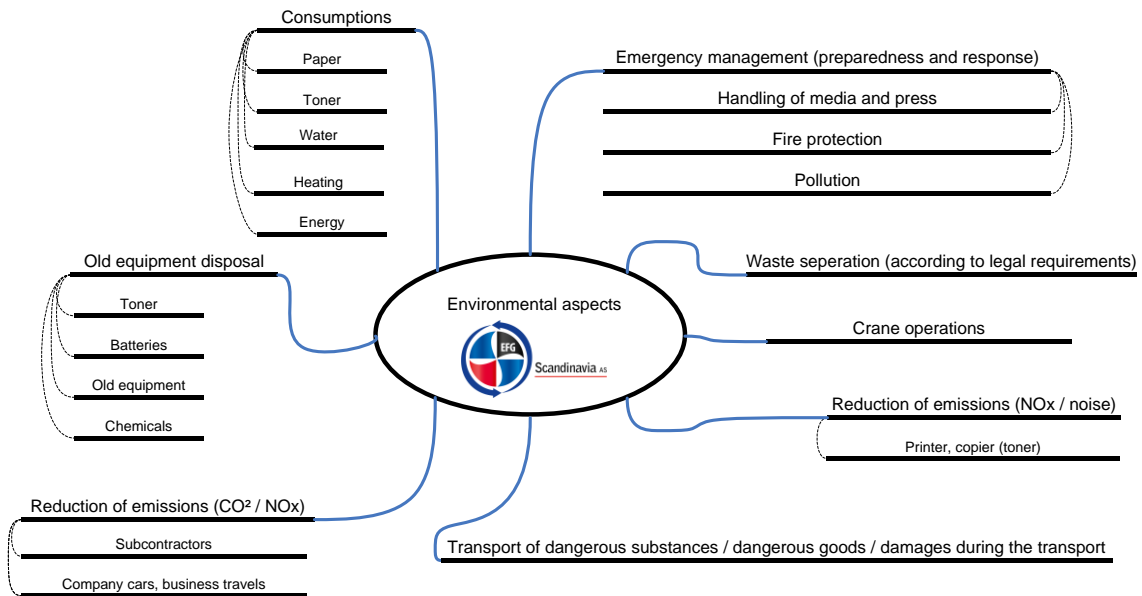 Consumptions
Paper
Toner
Water
Heating
Energy
Emergency management (preparedness and response)
Handling of media and press
Fire protection
Pollution
Old equipment disposal
Toner
Batteries
Old equipment
Chemicals
Environmental aspects
EFG
Scandinavia AS
Waste seperation (according to legal requirements)
Crane operations
Reduction of emissions (NOx / noise)
Printer, copier (toner)
Reduction of emissions (CO² / NOx)
Subcontractors
Company cars, business travels
Transport of dangerous substances / dangerous goods / damages during the transport